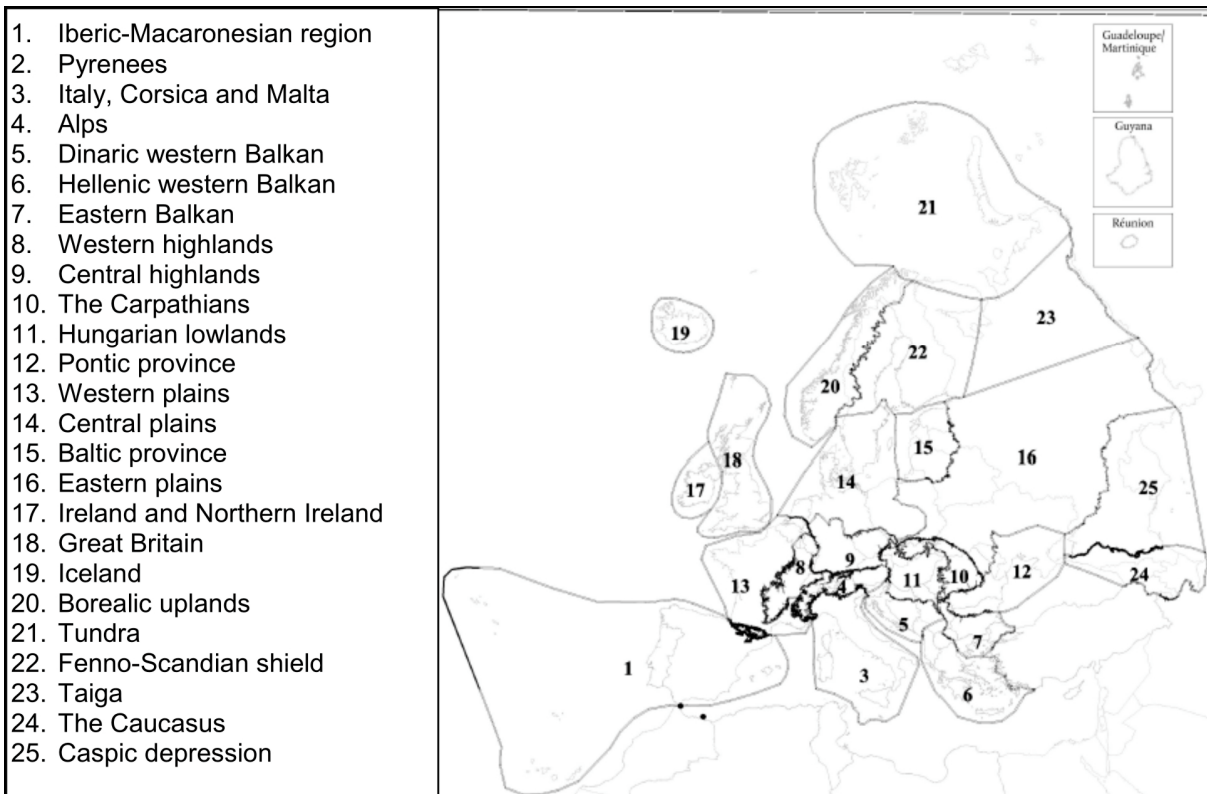 1. Iberic-Macaronesian region
2. Pyrenees
3. Italy, Corsica and Malta
4. Alps
5. Dinaric western Balkan
6. Hellenic western Balkan
7. Eastern Balkan
8. Western highlands
9. Central highlands
10. The Carpathians
11. Hungarian lowlands
12. Pontic province
13. Western plains
14. Central plains
15. Baltic province
16. Eastern plains
17. Ireland and Northern Ireland
18. Great Britain
19. Iceland
20. Borealic uplands
21. Tundra
22. Fenno-Scandian shield
23. Taiga
24. The Caucasus
25. Caspic depression
Guadeloupe/
Martinique
Guyana
Réunion
21
23
19
22
20
18
15
16
17
14
25
9
8
11
10
12
24
13
4
5
7
1
3
6